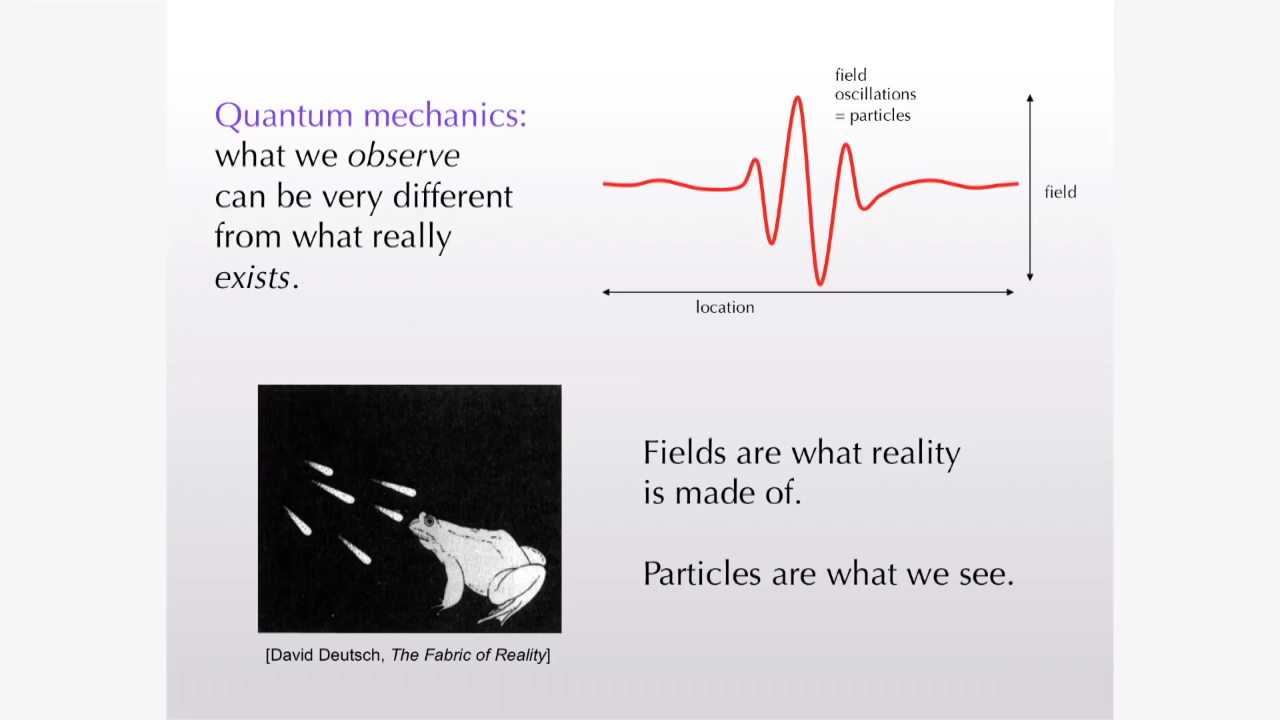 Quantum mechanics:
what we observe
can be very different
from what really
exists.
field
oscillations
= particles
field
location
[David Deutsch, The Fabric of Reality]
Fields are what reality
is made of.
Particles are what we see.